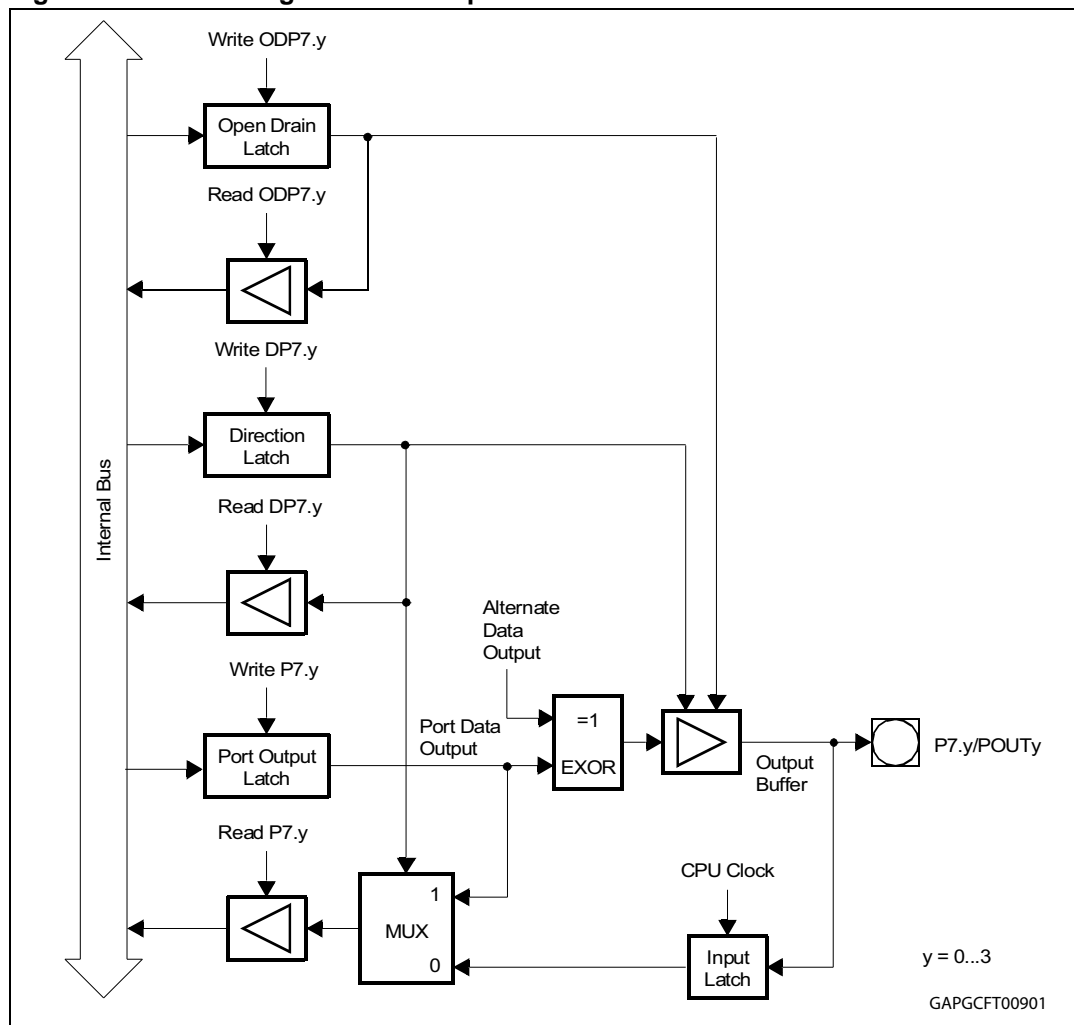 Write ODP7.y
Open Drain
Latch
Read ODP7.y
Write DP7.y
Direction
Latch
Internal Bus
Read DP7.y
Alternate
Data
Output
Write P7.y
=1
Port Data
Output
EXOR
Port Output
Latch
P7.y/POUTy
Output
Buffer
Read P7.y
CPU Clock
1
MUX
0
Input
Latch
y = 0...3
GAPGCFT00901